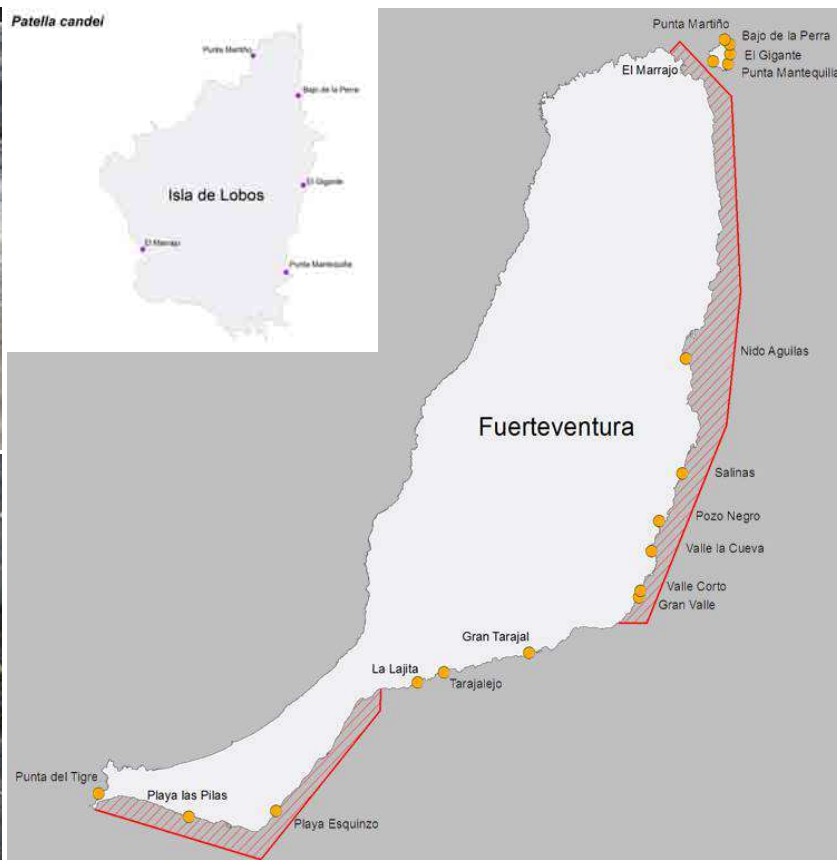 Patella candei
Punta Martiño
Bajo de la Perra
El Gigante
Isla de Lobos
El Marrajo
Punta Mantequilla
Punta Martiño
Bajo de la Perra
El Gigante
El Marrajo
Punta Mantequilla
Nido Aguilas
Fuerteventura
Salinas
Pozo Negro
Valle la Cueva
Valle Corto
Gran Valle
Gran Tarajal
La Lajita
Tarajalejo
Punta del Tigre
Playa las Pilas
Playa Esquinzo